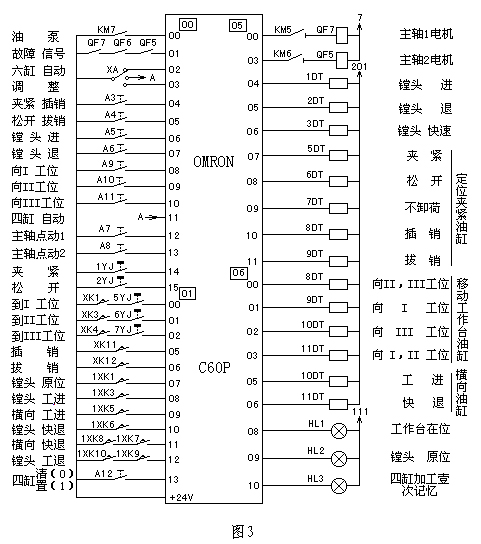 油 泵 KM7 00 [00] [05] 00 KM5 QF7 7 主轴1电机
故障 信号 QF7 QF6 QF5 01 03 KM6 QF5 主轴2电机
201
六缸 自动 XA A 02 04 1DT 镗头 进
调 整 03 05 2DT 镗头 退
夹紧 插销 A3 04 06 3DT 镗头 快速
松开 拔销 A4 05
镗头 进 A5 06
镗 头 退 A6 07 07 5DT 夹 紧
向I 工位 A9 08 08 6DT 松 开
向II工位 A10 09 09 7DT 不卸荷
向III工位 A11 10 10 8DT 插 销
四缸 自动 A 11 11 9DT 拔 销
定位夹紧油缸
OMRON
主轴点动1 A7 12
主轴点动2 A8 13
夹 紧 1YJ 14
松 开 2YJ 15
[01] [06]
到I 工位 XK1 5YJ 00 00 8DT 向II,III工位
到II工位 XK3 6YJ 01 01 9DT 向 I 工位
到III工位 XK4 7YJ 02 02 10DT 向 III 工位
03 11DT 向 I,II 工位
移动工作台油缸
插 销 XK11 05 05 10DT 工 进
拔 销 XK12 06 06 11DT 快 退
横向油缸
C60P
镗头 原位 1XK1 07
镗头 工进 1XK3 08
横向 工进 1XK5 09
镗头 快退 1XK6 10
横向 快退 1XK8 1XK7 11
镗头 工退 1XK10 1XK9 12
111
08 HL1 工作台在位
09 HL2 镗头 原位
10 HL3 四缸加工壹次记忆
四缸 清(0) 置(1) A12 13
+24V
图3